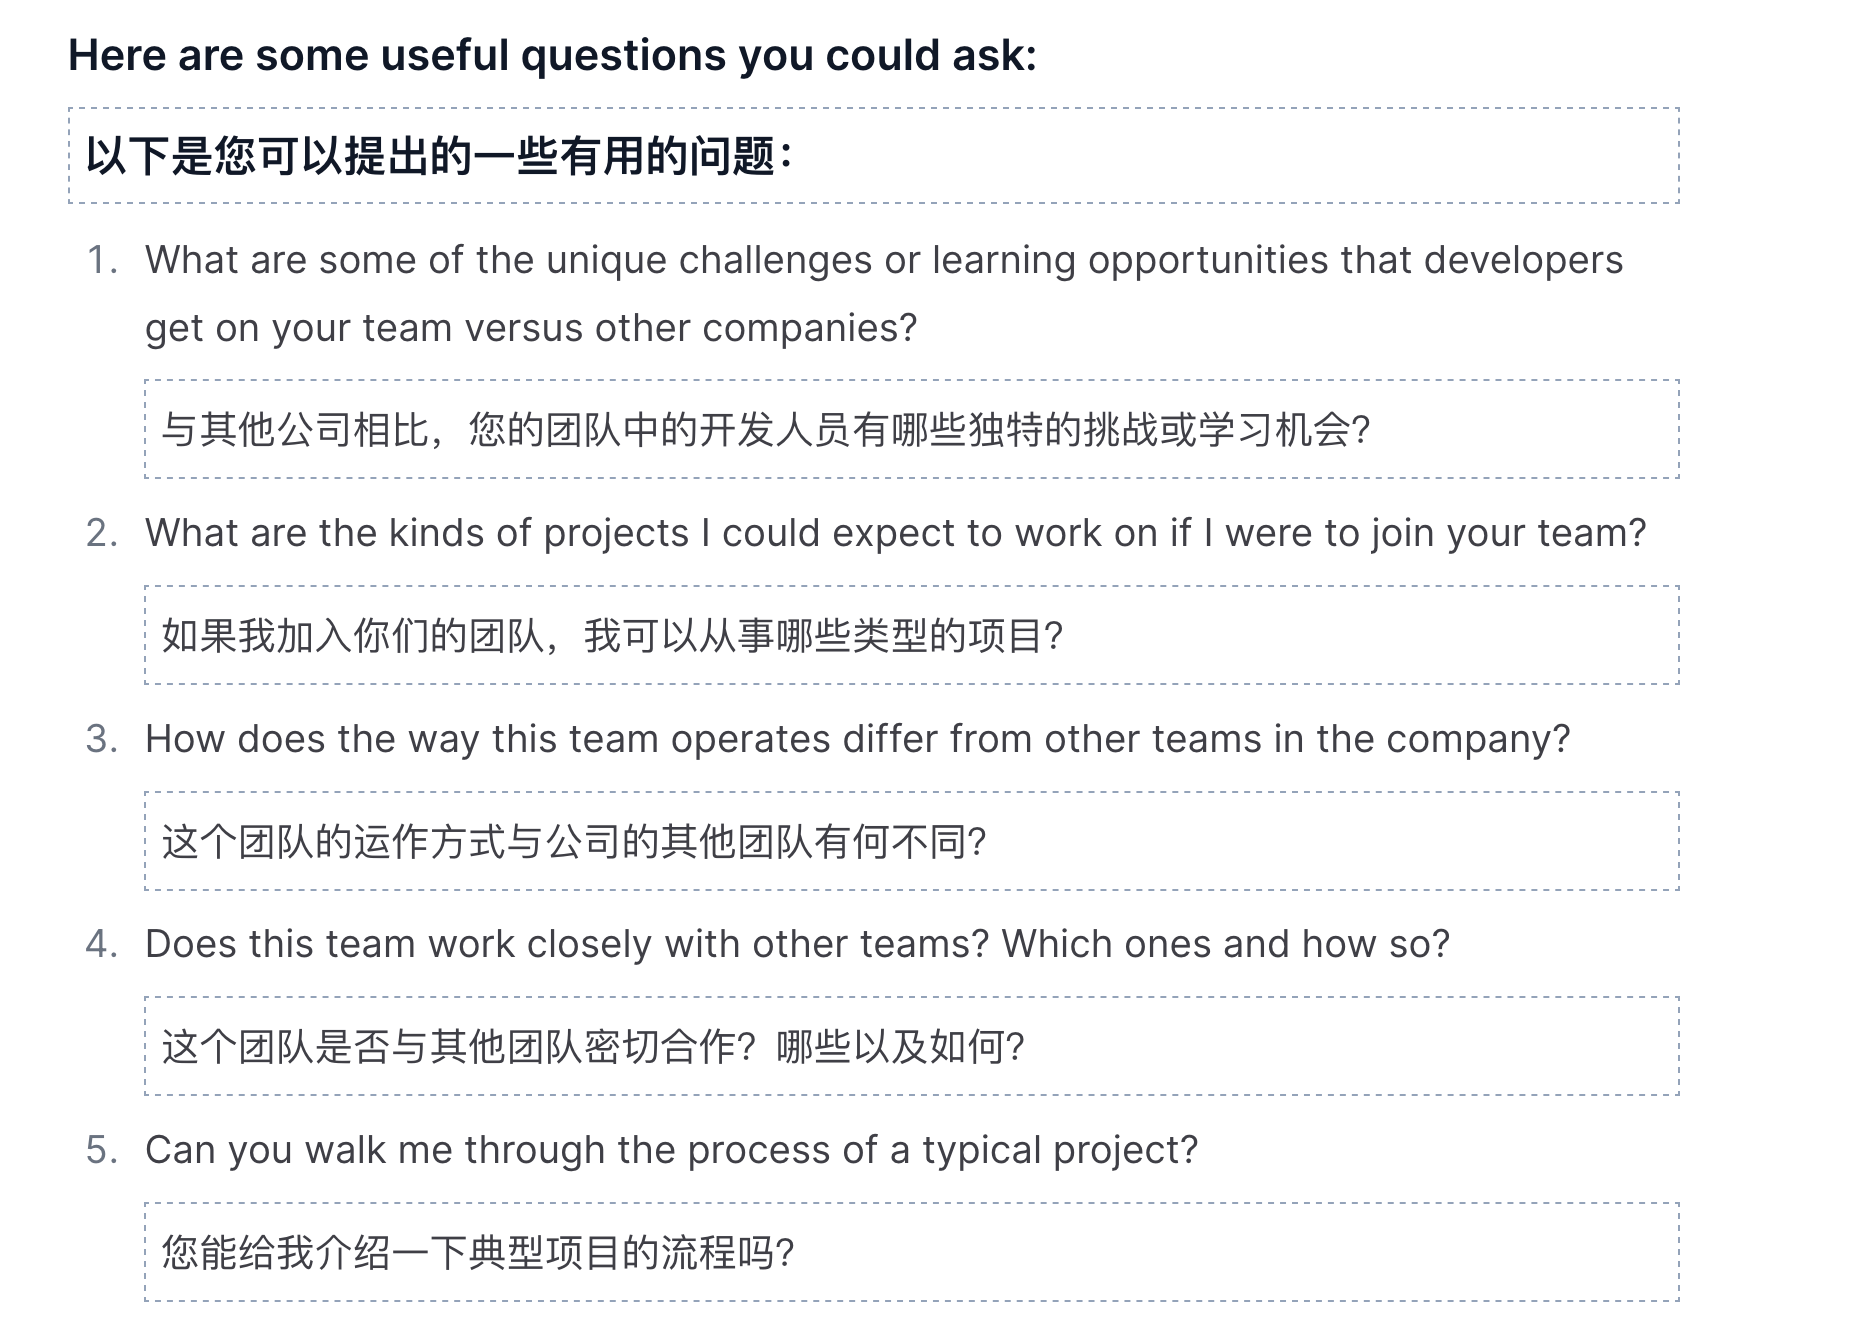 Here are some useful questions you could ask:
以下是您可以提出的一些有用的问题：
1. What are some of the unique challenges or learning opportunities that developers
get on your team versus other companies?
与其他公司相比，您的团队中的开发人员有哪些独特的挑战或学习机会？
2. What are the kinds of projects I could expect to work on if I were to join your team?
如果我加入你们的团队，我可以从事哪些类型的项目？
3. How does the way this team operates differ from other teams in the company?
这个团队的运作方式与公司的其他团队有何不同？
4. Does this team work closely with other teams? Which ones and how so?
这个团队是否与其他团队密切合作？哪些以及如何？
5. Can you walk me through the process of a typical project?
您能给我介绍一下典型项目的流程吗？